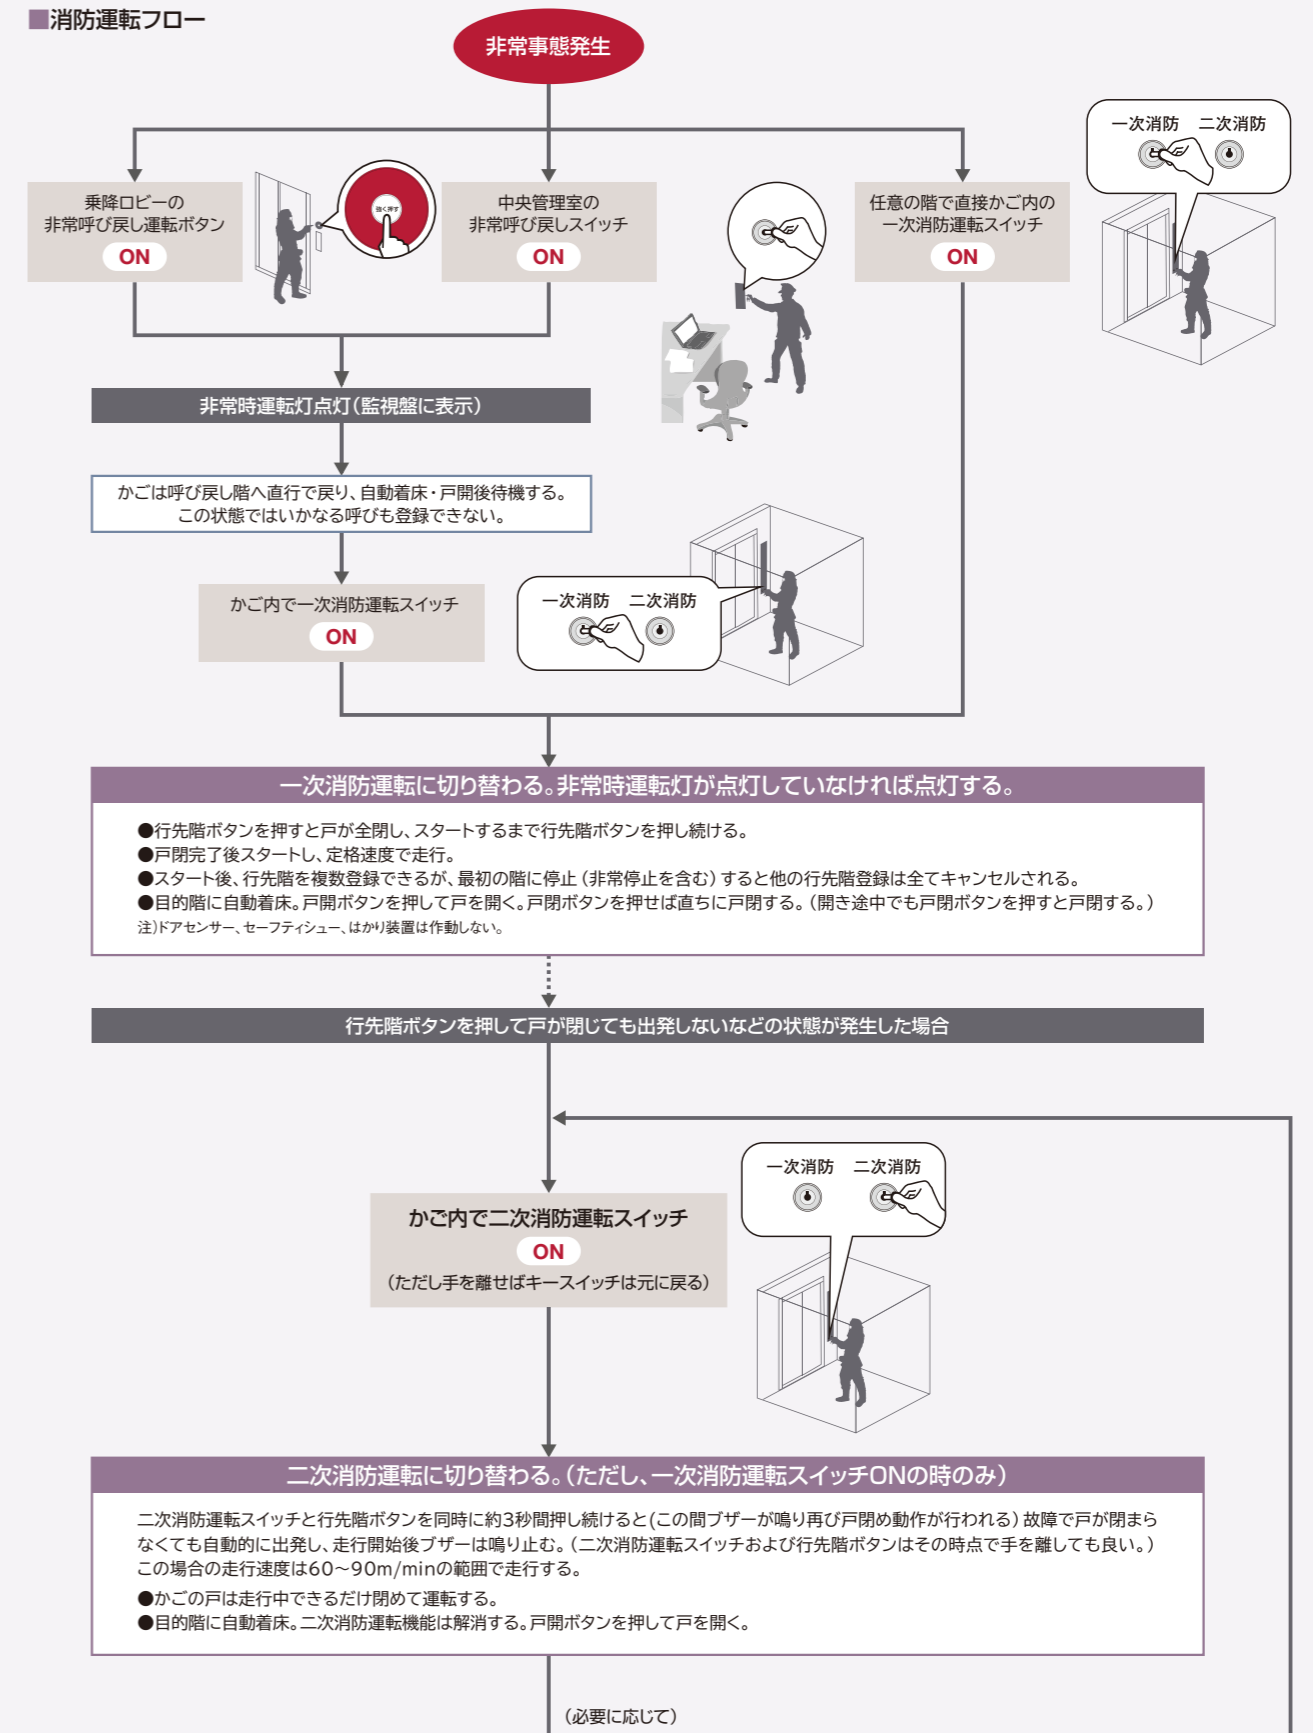 ■消防運転フロー
非常事態発生
一次消防 二次消防
乗降ロビーの
非常呼び戻し運転ボタン
ON
強く押す
中央管理室の
非常呼び戻しスイッチ
ON
任意の階で直接かご内の
一次消防運転スイッチ
ON
非常時運転灯点灯(監視盤に表示)
かごは呼び戻し階へ直行で戻り、自動着床・戸開後待機する。
この状態ではいかなる呼びも登録できない。
かご内で一次消防運転スイッチ
ON
一次消防 二次消防
一次消防運転に切り替わる。非常時運転灯が点灯していなければ点灯する。
●行先階ボタンを押すと戸が全閉し、スタートするまで行先階ボタンを押し続ける。
●戸閉完了後スタートし、定格速度で走行。
●スタート後、行先階を複数登録できるが、最初の階に停止(非常停止を含む)すると他の行先階登録は全てキャンセルされる。
●目的階に自動着床。戸開ボタンを押して戸を開く。戸閉ボタンを押せば直ちに戸閉する。(開き途中でも戸閉ボタンを押すと戸閉する。)
注)ドアセンサー、セーフティシュー、はかり装置は作動しない。
行先階ボタンを押して戸が閉じても出発しないなどの状態が発生した場合
一次消防 二次消防
かご内で二次消防運転スイッチ
ON
(ただし手を離せばキースイッチは元に戻る)
二次消防運転に切り替わる。(ただし、一次消防運転スイッチONの時のみ)
二次消防運転スイッチと行先階ボタンを同時に約3秒間押し続けると(この間ブザーが鳴り再び戸閉め動作が行われる)故障で戸が閉まら
なくても自動的に出発し、走行開始後ブザーは鳴り止む。(二次消防運転スイッチおよび行先階ボタンはその時点で手を離しても良い。)
この場合の走行速度は60〜90m/minの範囲で走行する。
●かごの戸は走行中できるだけ閉めて運転する。
●目的階に自動着床。二次消防運転機能は解消する。戸開ボタンを押して戸を開く。
(必要に応じて)